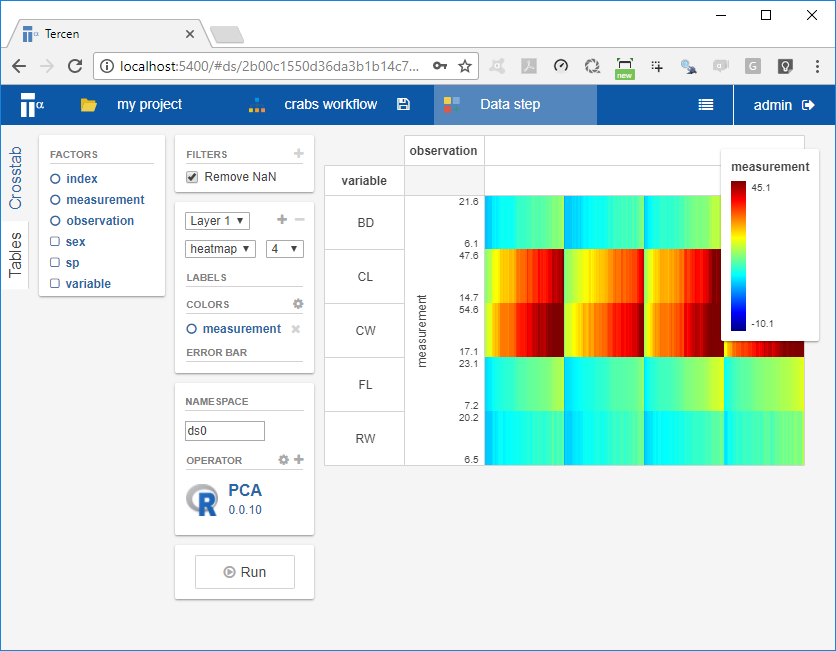 Tercen
localhost:5400/#ds/2b00c1550d36da3b1b14c7...
new
G
my project
crabs workflow
Data step
admin
Crosstab
Tables
FACTORS
index
measurement
observation
sex
sp
variable
FILTERS
Remove NaN
Layer 1
heatmap
4
LABELS
COLORS
measurement
ERROR BAR
NAMESPACE
ds0
OPERATOR
R
PCA
0.0.10
Run
observation
variable
BD
CL
CW
FL
RW
measurement
21.6
6.1
47.6
14.7
54.6
17.1
23.1
7.2
20.2
6.5
measurement
45.1
-10.1